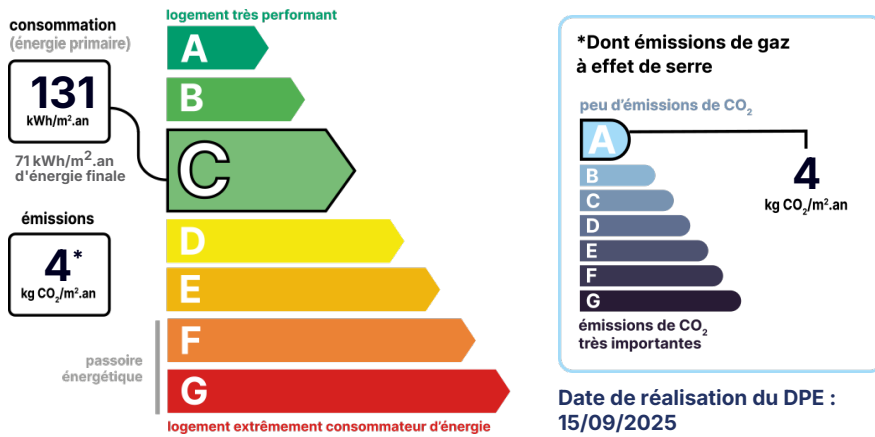 logement très performant
consommation
(énergie primaire)
131
kWh/m².an
71 kWh/m².an
d'énergie finale
émissions
4*
kg CO₂/m².an
A
B
C
D
E
F
G
passoire
énergétique
logement extrêmement consommateur d'énergie
*Dont émissions de gaz
à effet de serre
peu d'émissions de CO₂
A
B
C
D
E
F
G
4
kg CO₂/m².an
émissions de CO₂
très importantes
Date de réalisation du DPE :
15/09/2025